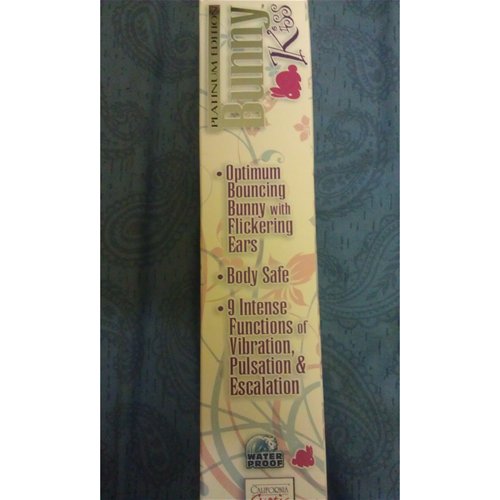 PLATINUM EDITION
Bunny
Kiss
• Optimum
Bouncing
Bunny with
Flickering
Ears
• Body Safe
• 9 Intense
Functions of
Vibration,
Pulsation &
Escalation
WATER
PROOF
CALIFORNIA